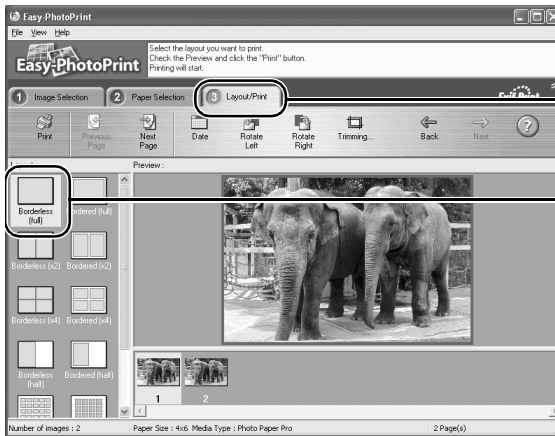 Easy-PhotoPrint
File View Help
Easy-PhotoPrint
Select the layout you want to print.
Check the Preview and click the "Print" button.
Printing will start.
1 Image Selection 2 Paper Selection 3 Layout/Print
Print
Previous Page
Next Page
Date
Rotate Left
Rotate Right
Trimming...
Back
Next
?
Preview :
Borderless (full)
Bordered (full)
Borderless (x2) Bordered (x2)
Borderless (x4) Bordered (x4)
Borderless (half)
Bordered (half)
1 2
Number of images : 2 Paper Size : 4x6 Media Type : Photo Paper Pro 2 Page(s)